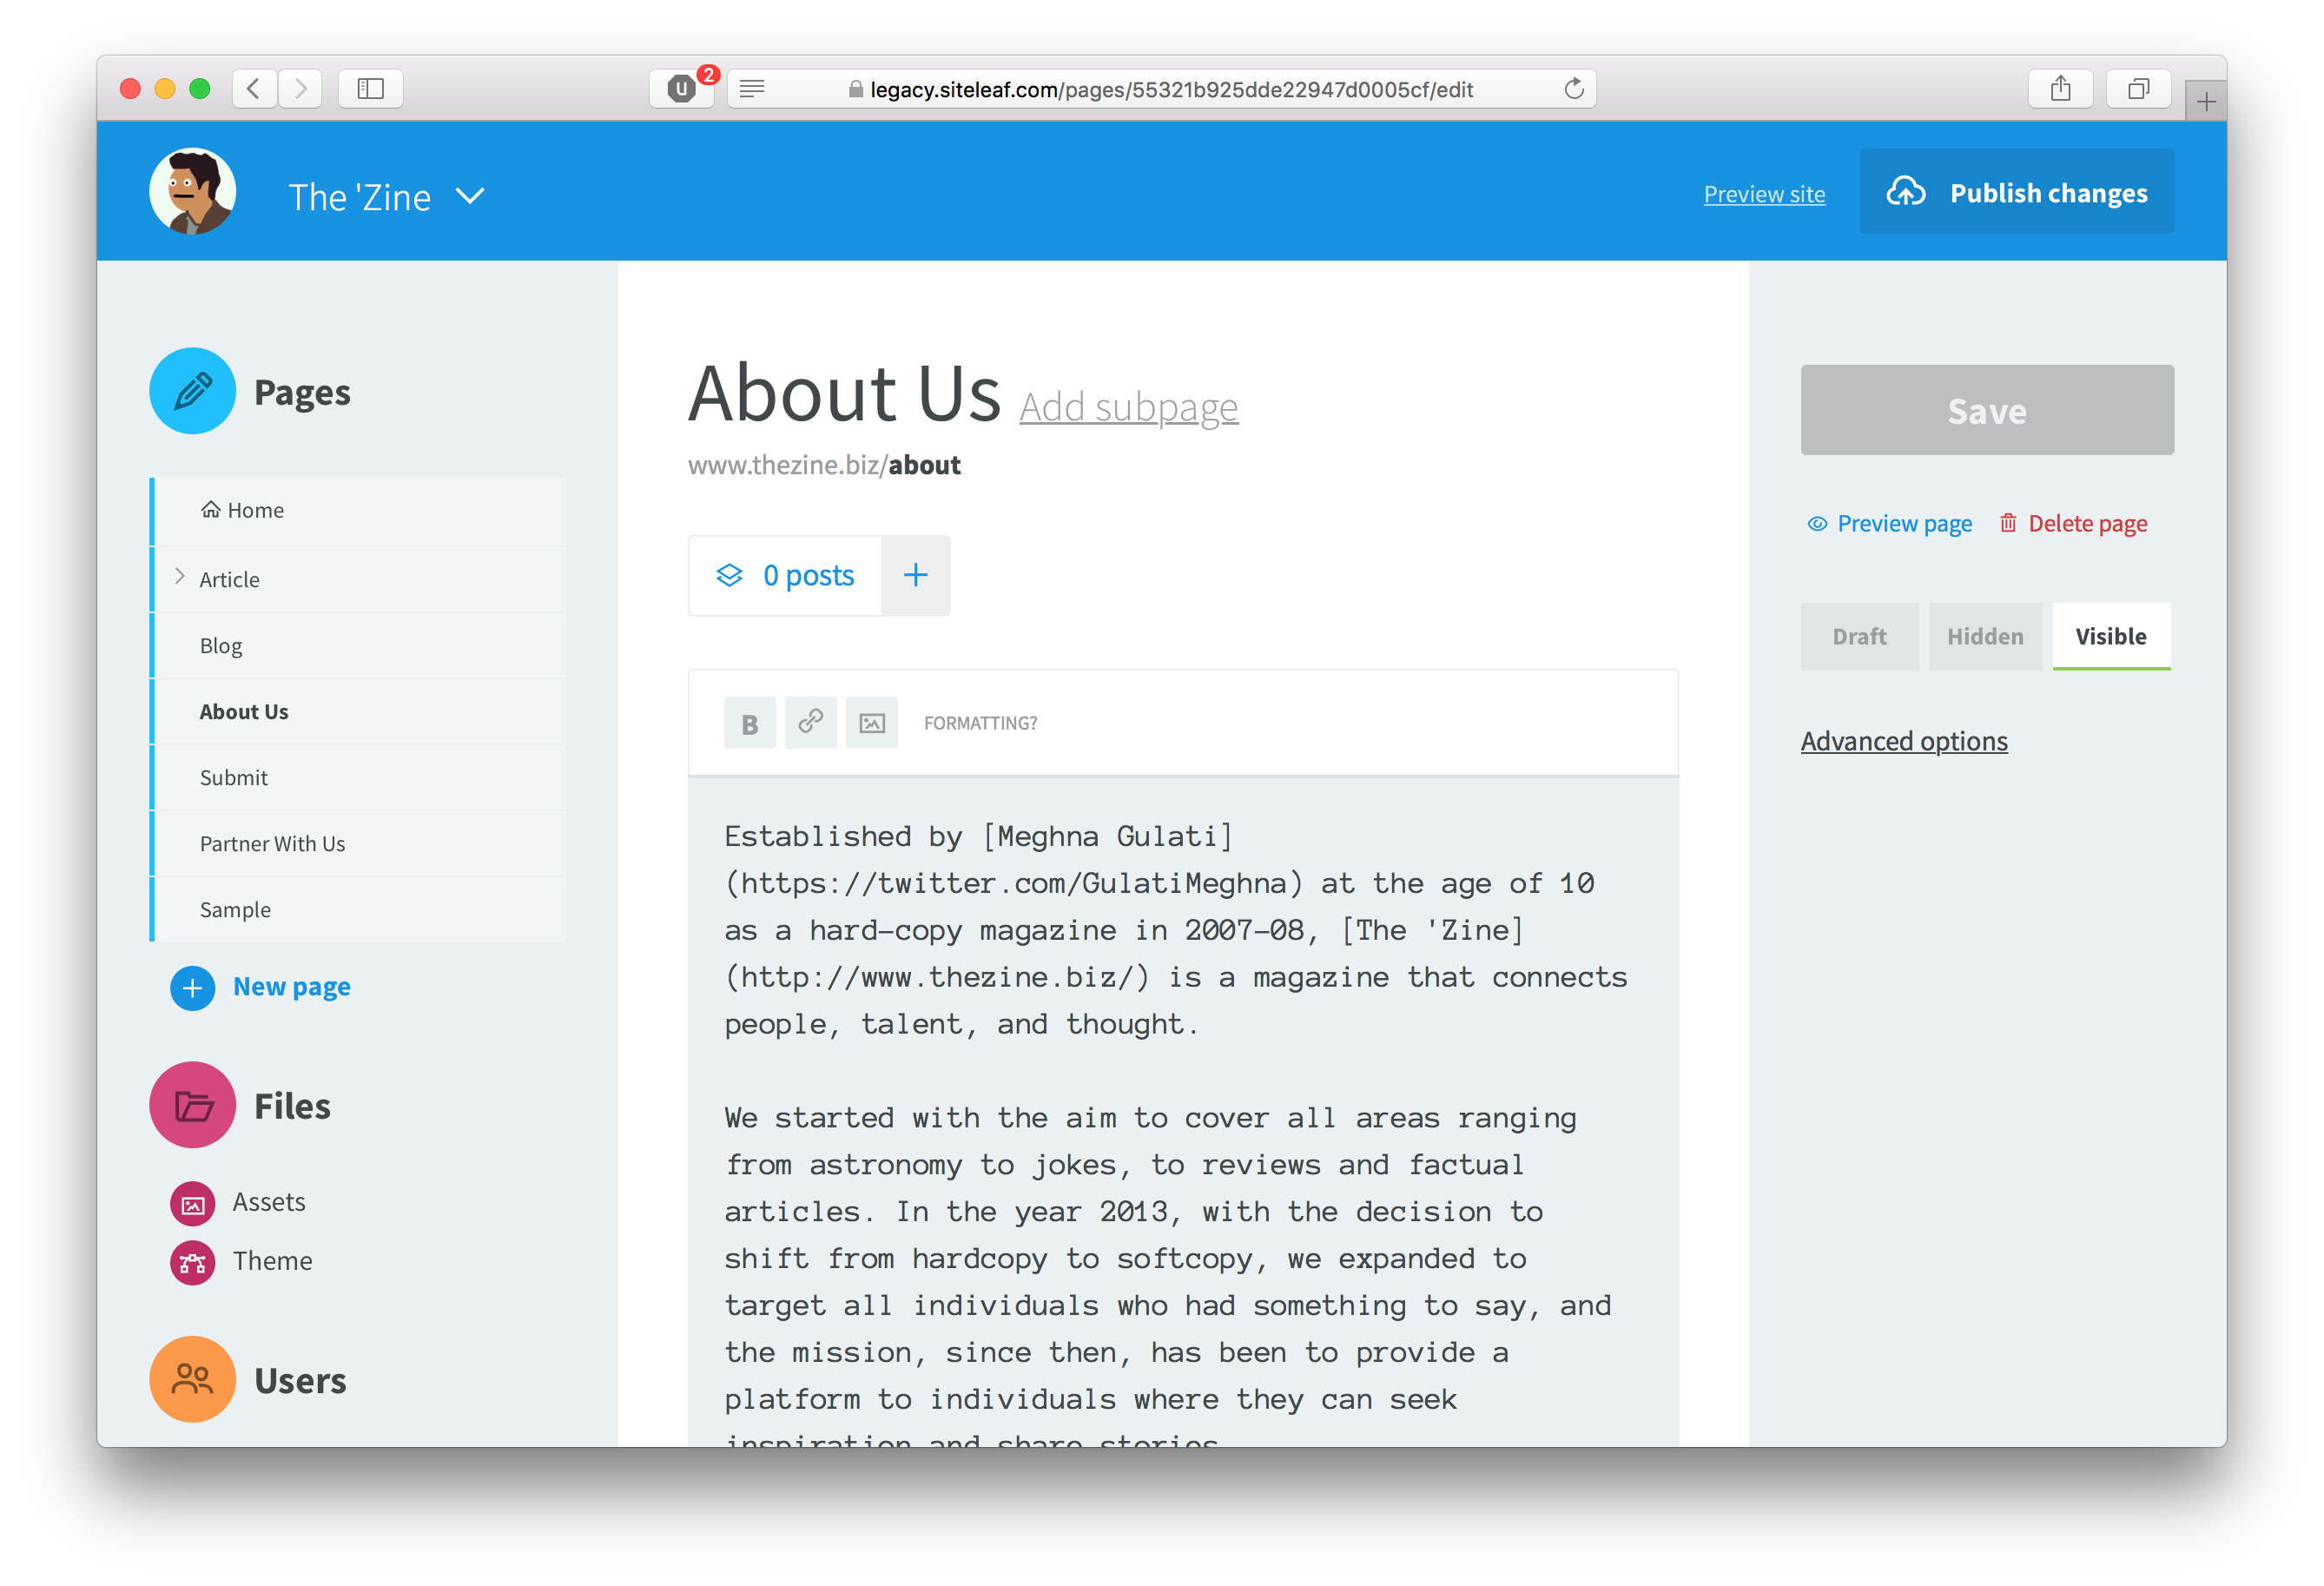 2
legacy.siteleaf.com/pages/55321b925dde22947d0005cf/edit
The 'Zine
Preview site
Publish changes
Pages
Home
Article
Blog
About Us
Submit
Partner With Us
Sample
New page
Files
Assets
Theme
Users
About Us Add subpage
www.thezine.biz/about
0 posts
B
FORMATTING?
Established by [Meghna Gulati]
(https://twitter.com/GulatiMeghna) at the age of 10
as a hard-copy magazine in 2007-08, [The 'Zine]
(http://www.thezine.biz/) is a magazine that connects
people, talent, and thought.
We started with the aim to cover all areas ranging
from astronomy to jokes, to reviews and factual
articles. In the year 2013, with the decision to
shift from hardcopy to softcopy, we expanded to
target all individuals who had something to say, and
the mission, since then, has been to provide a
platform to individuals where they can seek
inspiration and share stories
Save
Preview page
Delete page
Draft
Hidden
Visible
Advanced options